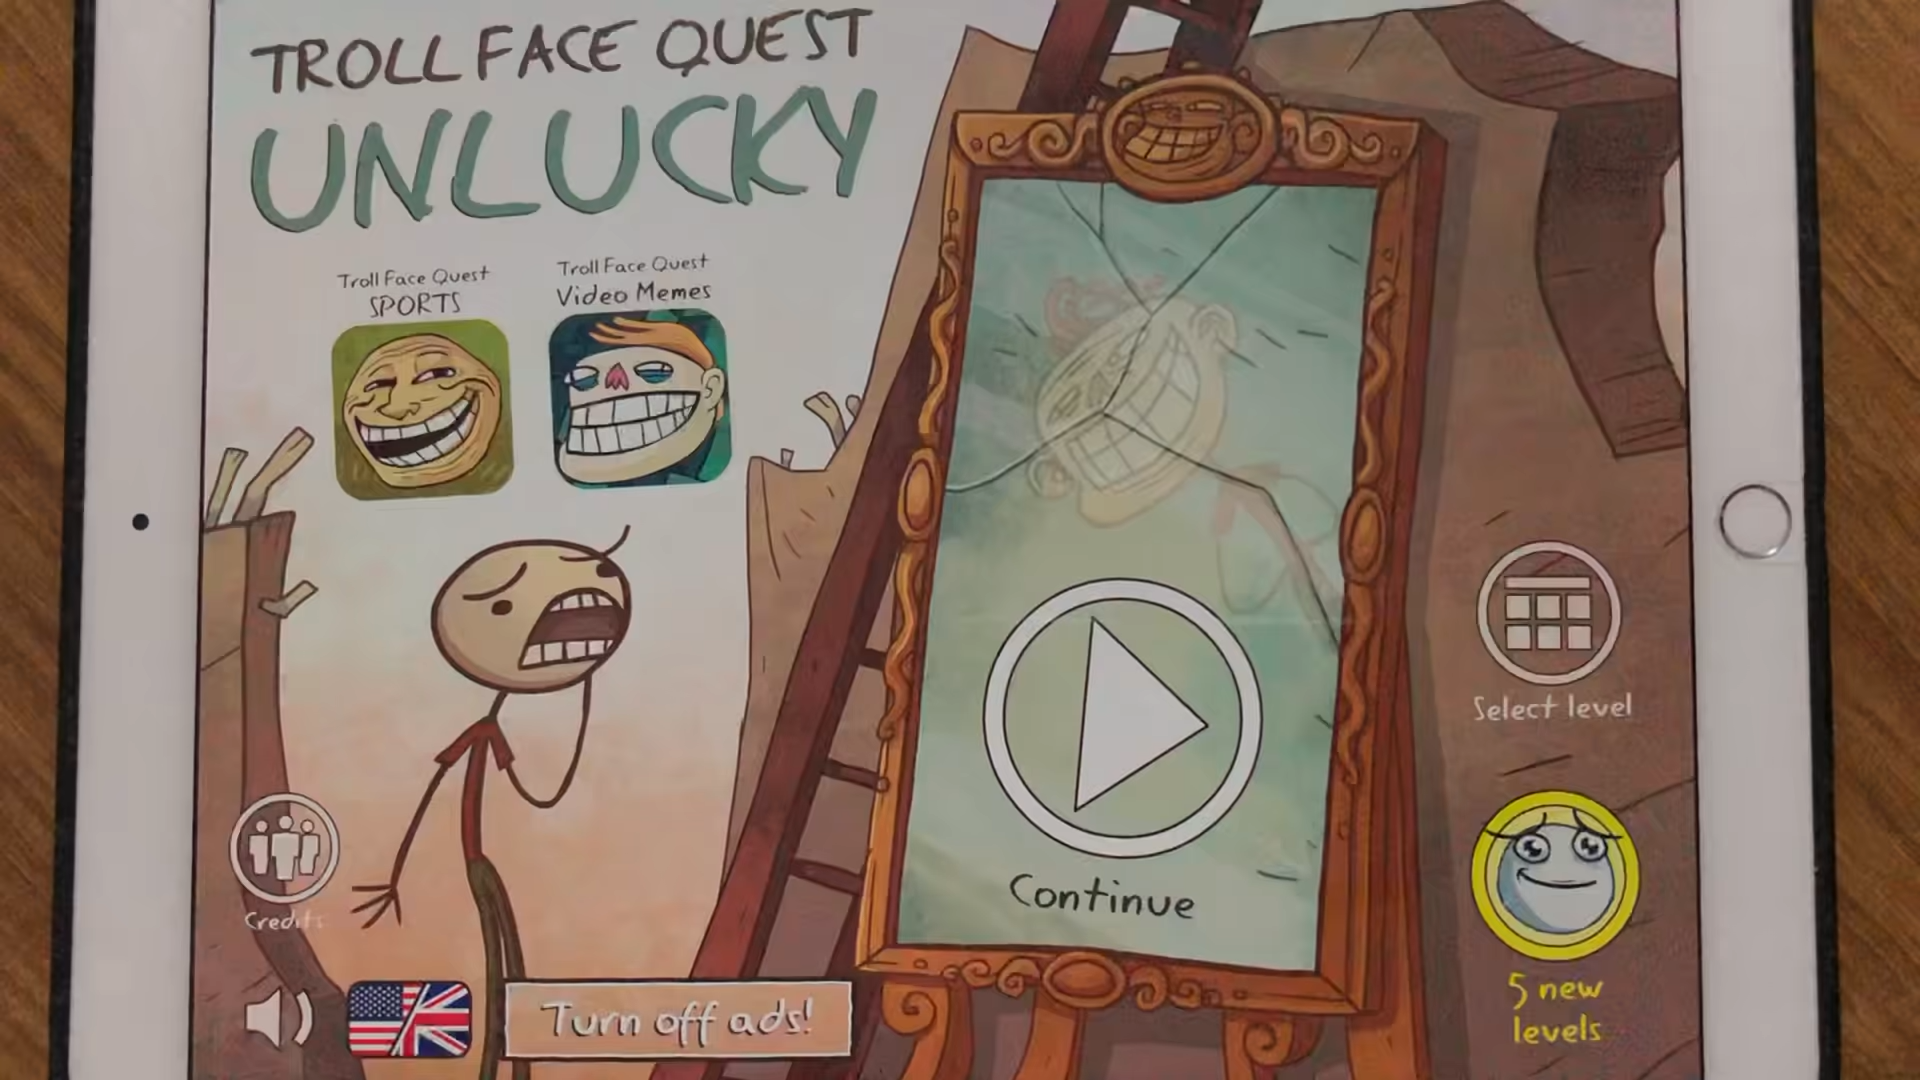 TROLL FACE QUEST
UNLUCKY
Troll Face Quest
SPORTS
Troll Face Quest
Video Memes
Continue
Select level
Credits
Turn off ads!
5 new
levels